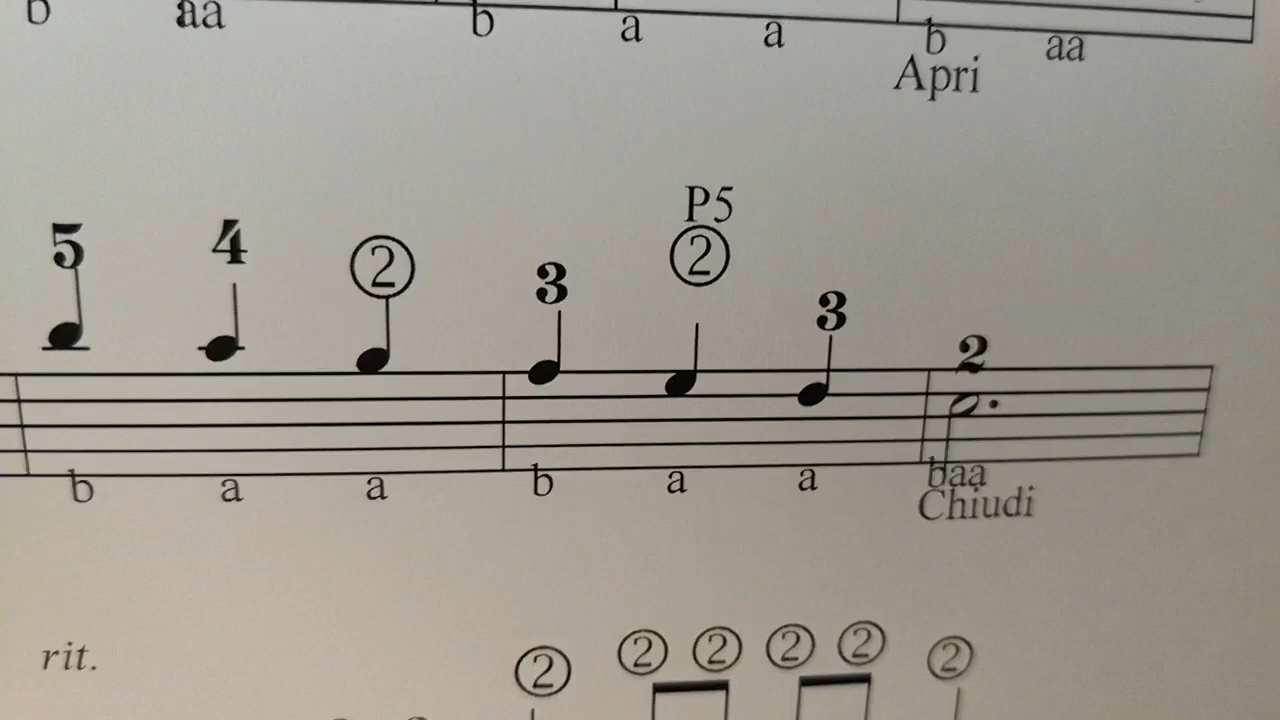 b aa b a a b aa
Apri
P5
5 4 ② 3 ② 3 2
b a a b a a baa
Chiudi
rit.
② ② ② ② ② ②